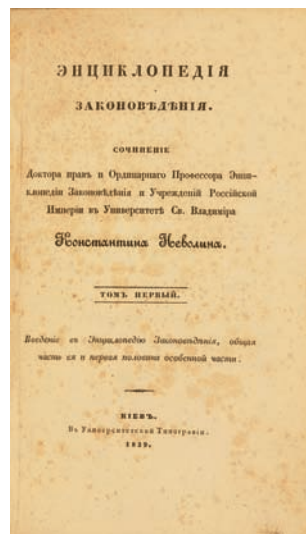 ЭНЦИКЛОПЕДІЯ
ЗАКОНОВѢДѢНІЯ.
СОЧИНЕНІЕ
Доктора правъ и Ординарнаго Профессора Энци-
клопедіи Законовѣдѣнія и Учрежденій Россійской
Имперіи въ Университетѣ Св. Владиміра
Константина Неволина.
ТОМЪ ПЕРВЫЙ.
Введеніе въ Энциклопедію Законовѣдѣнія, общая
часть ея и первая половина особенной части.
КІЕВЪ.
Въ Университетской Типографіи.
1839.